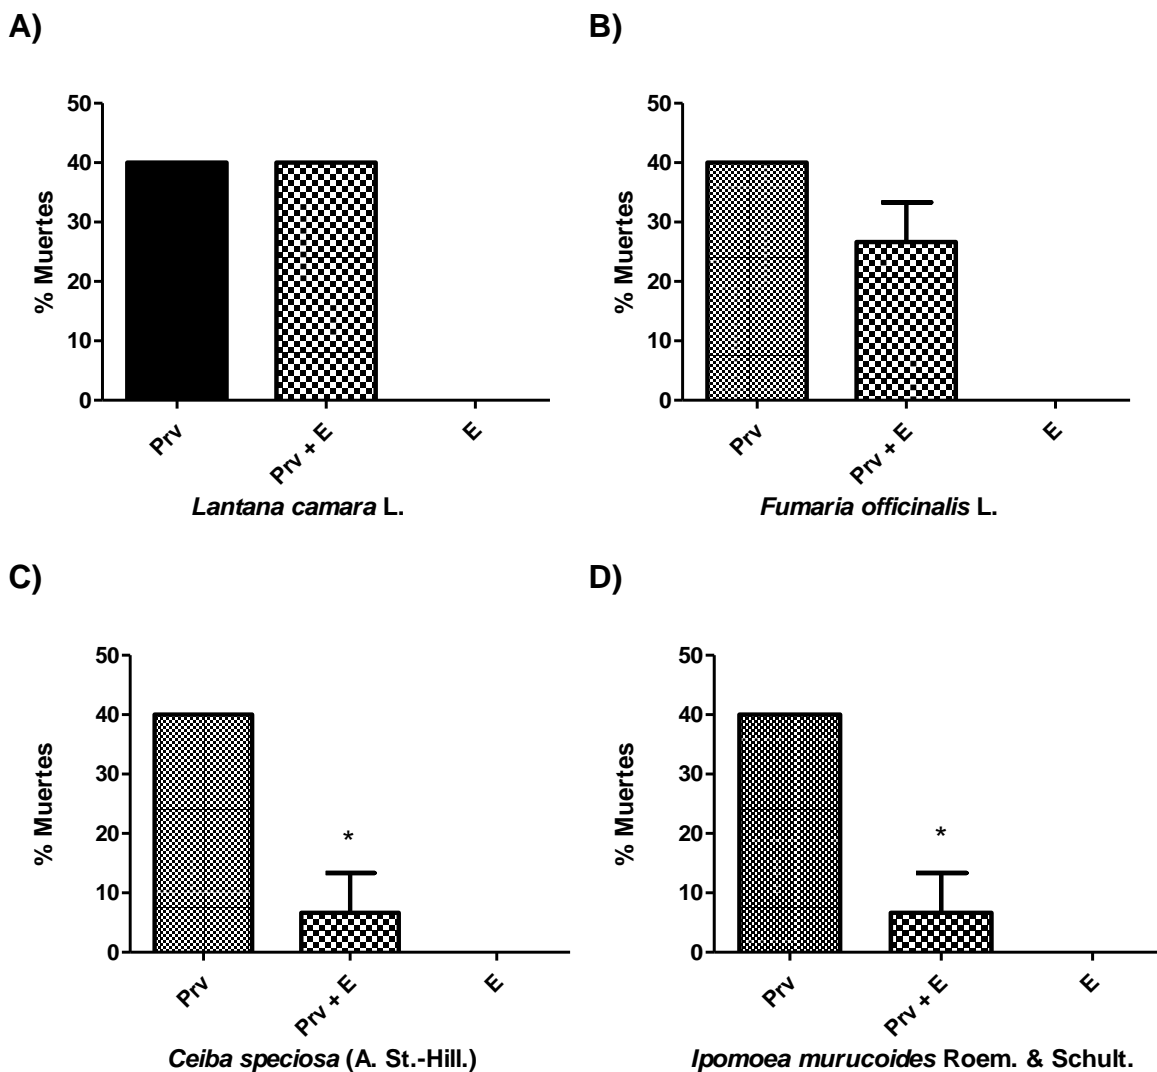 A)
% Muertes
50
40
30
20
10
0
Prv
Prv + E
E
Lantana camara L.
B)
% Muertes
50
40
30
20
10
0
Prv
Prv + E
E
Fumaria officinalis L.
C)
% Muertes
50
40
30
20
10
0
*
Prv
Prv + E
E
Ceiba speciosa (A. St.-Hill.)
D)
% Muertes
50
40
30
20
10
0
*
Prv
Prv + E
E
Ipomoea murucoides Roem. & Schult.